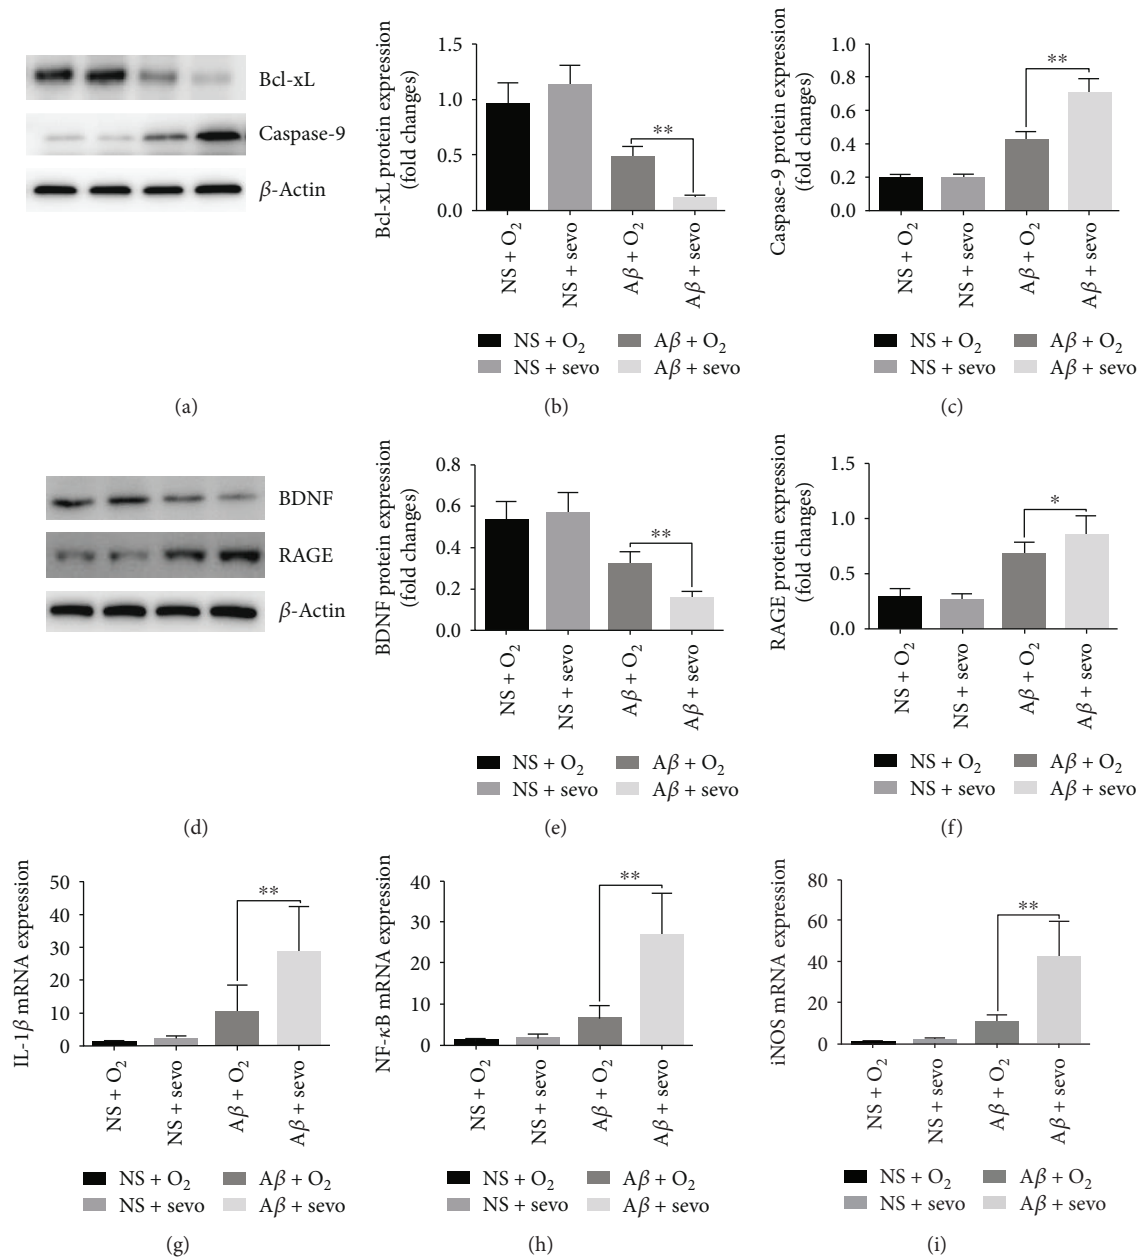 Bcl-xL
Caspase-9
β-Actin
(a)
Bcl-xL protein expression
(fold changes)
1.5
1.0
0.5
0.0
**
NS + O2
NS + sevo
Aβ + O2
Aβ + sevo
NS + O2 Aβ + O2
NS + sevo Aβ + sevo
(b)
Caspase-9 protein expression
(fold changes)
1.0
0.8
0.6
0.4
0.2
0.0
**
NS + O2
NS + sevo
Aβ + O2
Aβ + sevo
NS + O2 Aβ + O2
NS + sevo Aβ + sevo
(c)
BDNF
RAGE
β-Actin
(d)
BDNF protein expression
(fold changes)
0.8
0.6
0.4
0.2
0.0
**
NS + O2
NS + sevo
Aβ + O2
Aβ + sevo
NS + O2 Aβ + O2
NS + sevo Aβ + sevo
(e)
RAGE protein expression
(fold changes)
1.5
1.0
0.5
0.0
*
NS + O2
NS + sevo
Aβ + O2
Aβ + sevo
NS + O2 Aβ + O2
NS + sevo Aβ + sevo
(f)
IL-1β mRNA expression
50
40
30
20
10
0
**
NS + O2
NS + sevo
Aβ + O2
Aβ + sevo
NS + O2 Aβ + O2
NS + sevo Aβ + sevo
(g)
NF-κB mRNA expression
40
30
20
10
0
**
NS + O2
NS + sevo
Aβ + O2
Aβ + sevo
NS + O2 Aβ + O2
NS + sevo Aβ + sevo
(h)
iNOS mRNA expression
80
60
40
20
0
**
NS + O2
NS + sevo
Aβ + O2
Aβ + sevo
NS + O2 Aβ + O2
NS + sevo Aβ + sevo
(i)